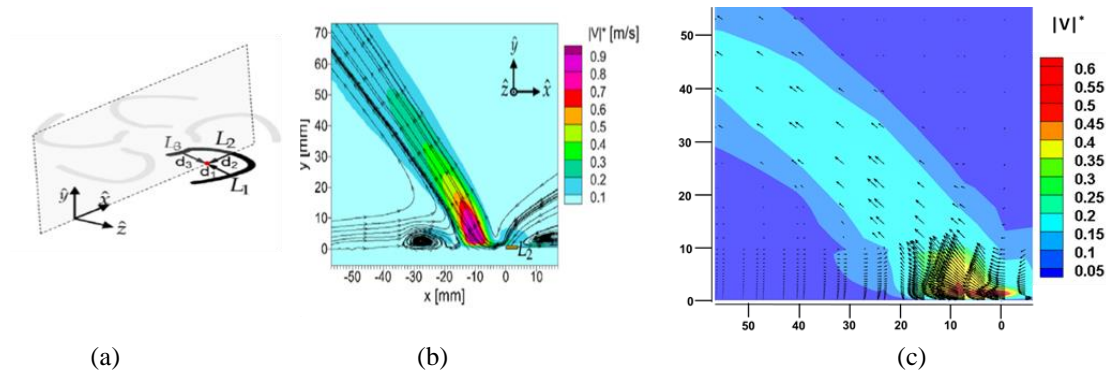 L₃ L₂
d₃ d₂
d₁
L₁
ŷ x̂
ẑ
(a)
|V|* [m/s]
0.9
0.8
0.7
0.6
0.5
0.4
0.3
0.2
0.1
ŷ
ẑ x̂
y [mm]
70
60
50
40
30
20
10
0
L₂
-50 -40 -30 -20 -10 0 10
x [mm]
(b)
|V|*
0.6
0.55
0.5
0.45
0.4
0.35
0.3
0.25
0.2
0.15
0.1
0.05
50
40
30
20
10
0
50 40 30 20 10 0
(c)